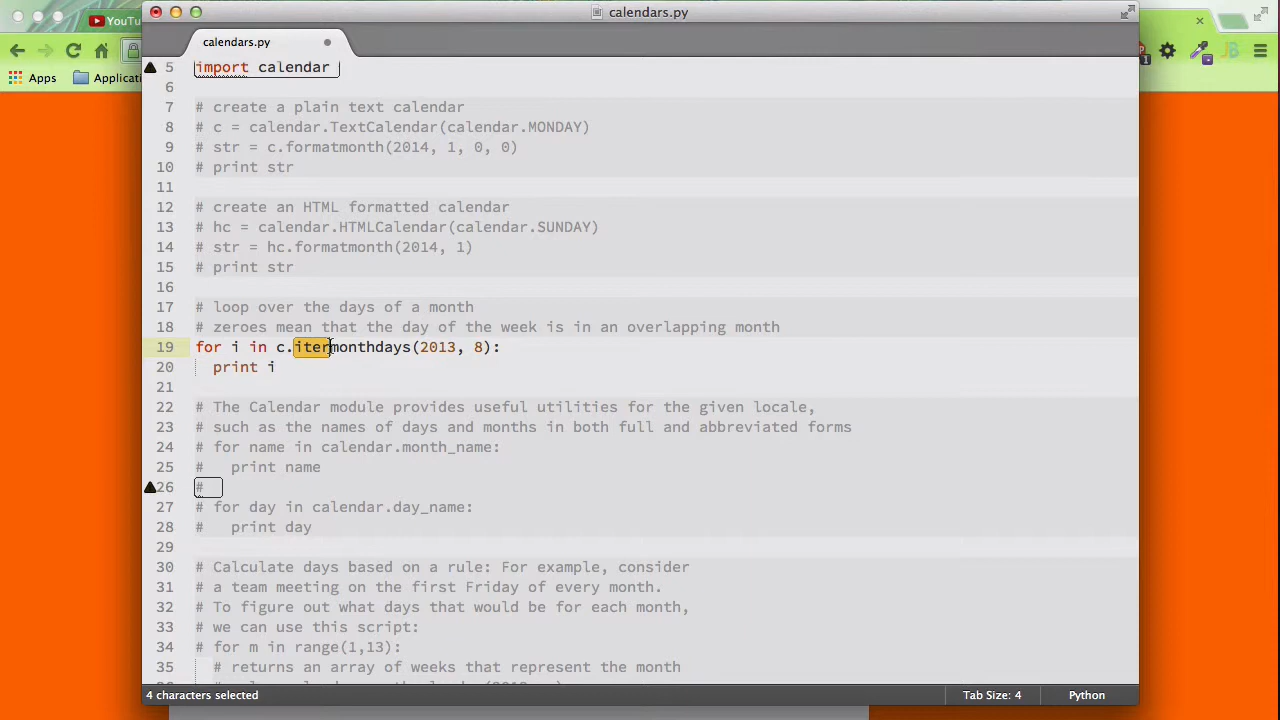 calendars.py
YouTu
calendars.py
Apps
Applicati
5 import calendar
6
7 # create a plain text calendar
8 # c = calendar.TextCalendar(calendar.MONDAY)
9 # str = c.formatmonth(2014, 1, 0, 0)
10 # print str
11
12 # create an HTML formatted calendar
13 # hc = calendar.HTMLCalendar(calendar.SUNDAY)
14 # str = hc.formatmonth(2014, 1)
15 # print str
16
17 # loop over the days of a month
18 # zeroes mean that the day of the week is in an overlapping month
19 for i in c.itermonthdays(2013, 8):
20 print i
21
22 # The Calendar module provides useful utilities for the given locale,
23 # such as the names of days and months in both full and abbreviated forms
24 # for name in calendar.month_name:
25 # print name
26 #
27 # for day in calendar.day_name:
28 # print day
29
30 # Calculate days based on a rule: For example, consider
31 # a team meeting on the first Friday of every month.
32 # To figure out what days that would be for each month,
33 # we can use this script:
34 # for m in range(1,13):
35 # returns an array of weeks that represent the month
4 characters selected
Tab Size: 4
Python